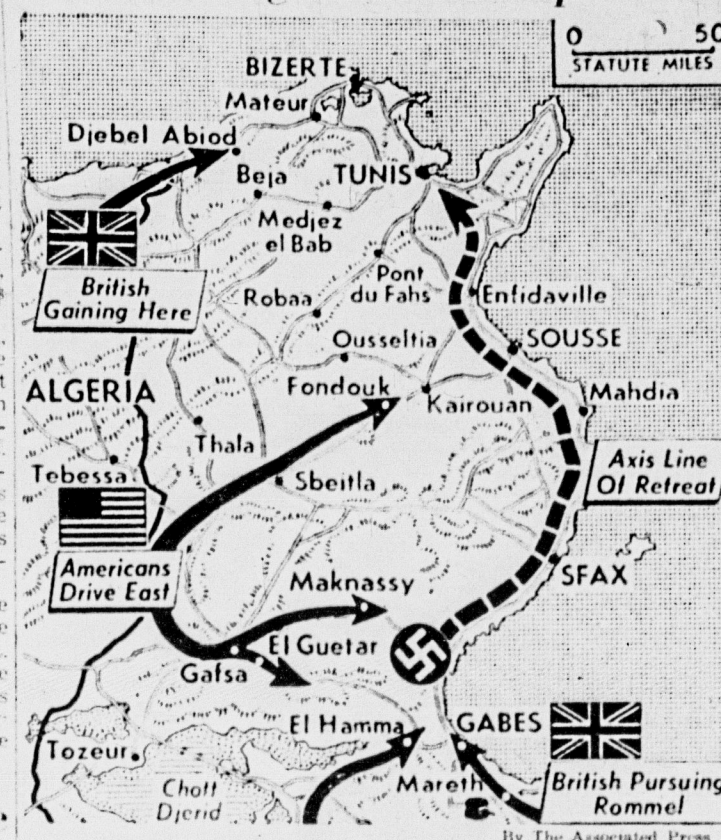 0 50
STATUTE MILES
BIZERTE
Mateur
Djebel Abiod
Beja
TUNIS
Medjez
el Bab
British
Gaining Here
Pont
du Fahs
Robaa
Enfidaville
Ousseltia
SOUSSE
ALGERIA
Fondouk
Kairouan
Mahdia
Thala
Tebessa
Sbeitla
Axis Line
Of Retreat
Americans
Drive East
SFAX
Maknassy
El Guetar
Gafsa
El Hamma
GABES
Tozeur
Chott
Djerid
Mareth
British Pursuing
Rommel
By The Associated Press